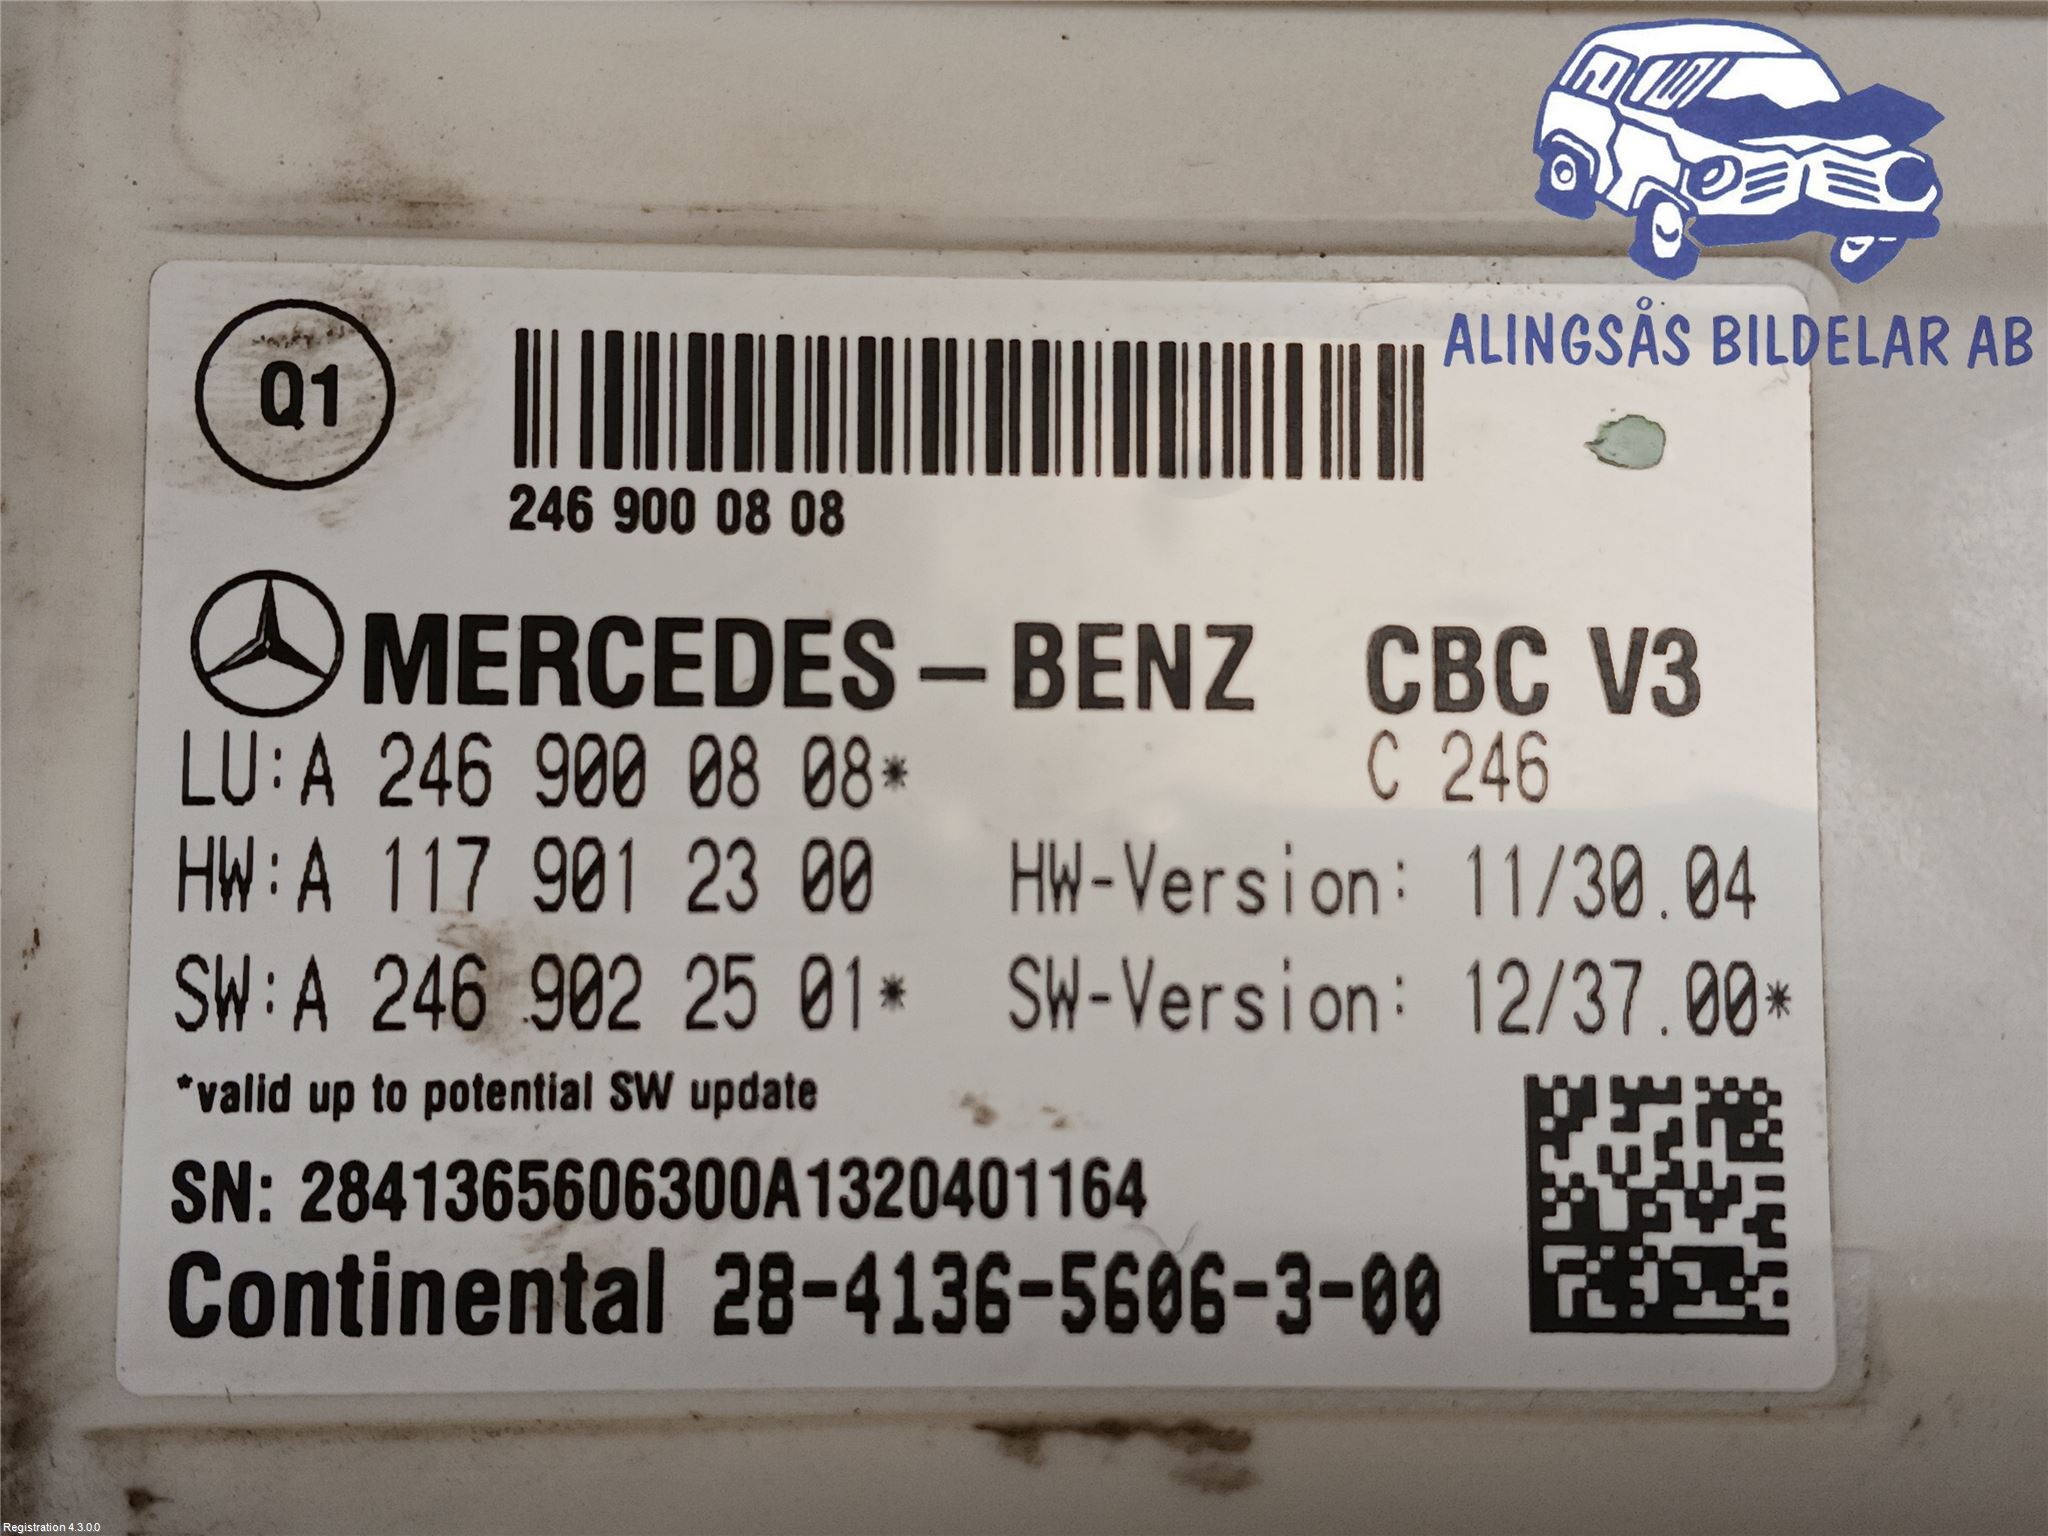 ALINGSÅS BILDELAR AB
Q1
246 900 08 08
MERCEDES-BENZ CBC V3
LU:A 246 900 08 08* C 246
HW:A 117 901 23 00 HW-Version: 11/30.04
SW:A 246 902 25 01* SW-Version: 12/37.00*
*valid up to potential SW update
SN: 2841365606300A1320401164
Continental 28-4136-5606-3-00
Registration 4.3.0.0